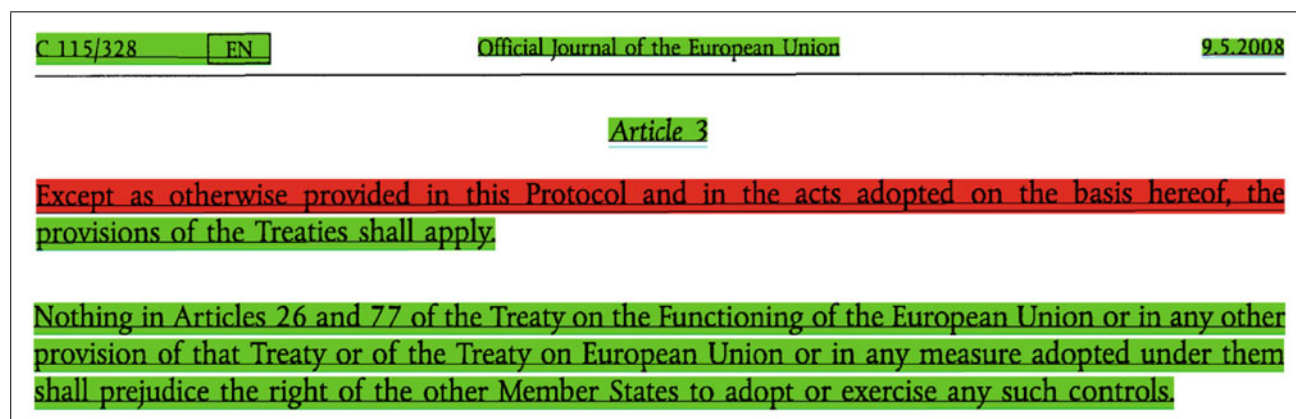 C 115/328 EN Official Journal of the European Union 9.5.2008
Article 3
Except as otherwise provided in this Protocol and in the acts adopted on the basis hereof, the
provisions of the Treaties shall apply.
Nothing in Articles 26 and 77 of the Treaty on the Functioning of the European Union or in any other
provision of that Treaty or of the Treaty on European Union or in any measure adopted under them
shall prejudice the right of the other Member States to adopt or exercise any such controls.